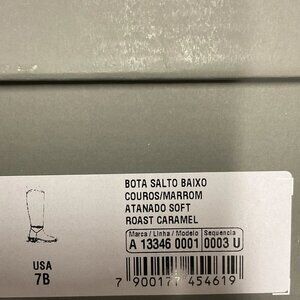 BOTA SALTO BAIXO
COUROS/MARROM
ATANADO SOFT
ROAST CARAMEL
Marca / Linha / Modelo Sequencia
A 13346 0001 0003 U
USA
7B
7 900177 454619